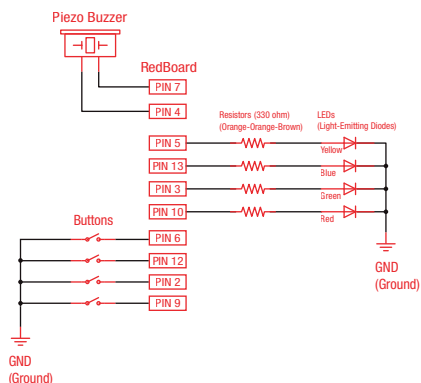 Piezo Buzzer
RedBoard
PIN 7
PIN 4
Resistors (330 ohm)
(Orange-Orange-Brown)
LEDs
(Light-Emitting Diodes)
PIN 5
Yellow
PIN 13
Blue
PIN 3
Green
PIN 10
Red
Buttons
PIN 6
PIN 12
PIN 2
PIN 9
GND
(Ground)
GND
(Ground)